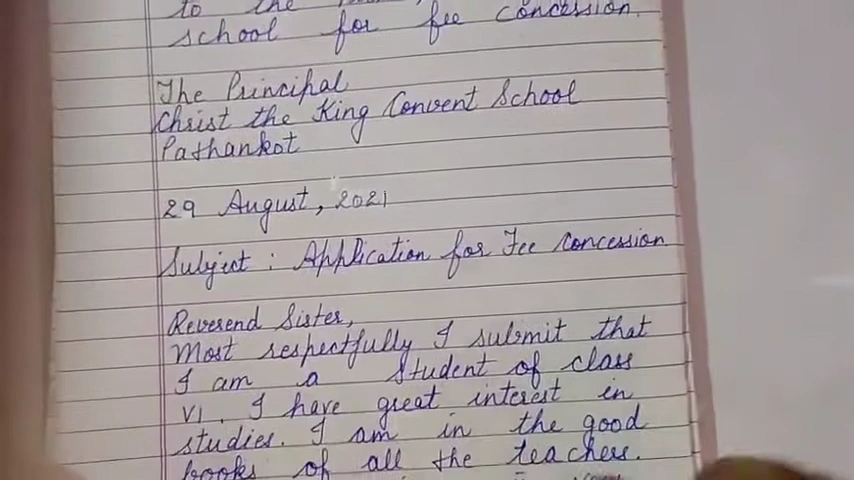 to the
school for fee concession.
The Principal
Christ the King Convent School
Pathankot
29 August, 2021
Subject : Application for Fee Concession
Reverend Sister,
Most respectfully I submit that
I am a Student of class
VI. I have great interest in
studies. I am in the good
books of all the teachers.